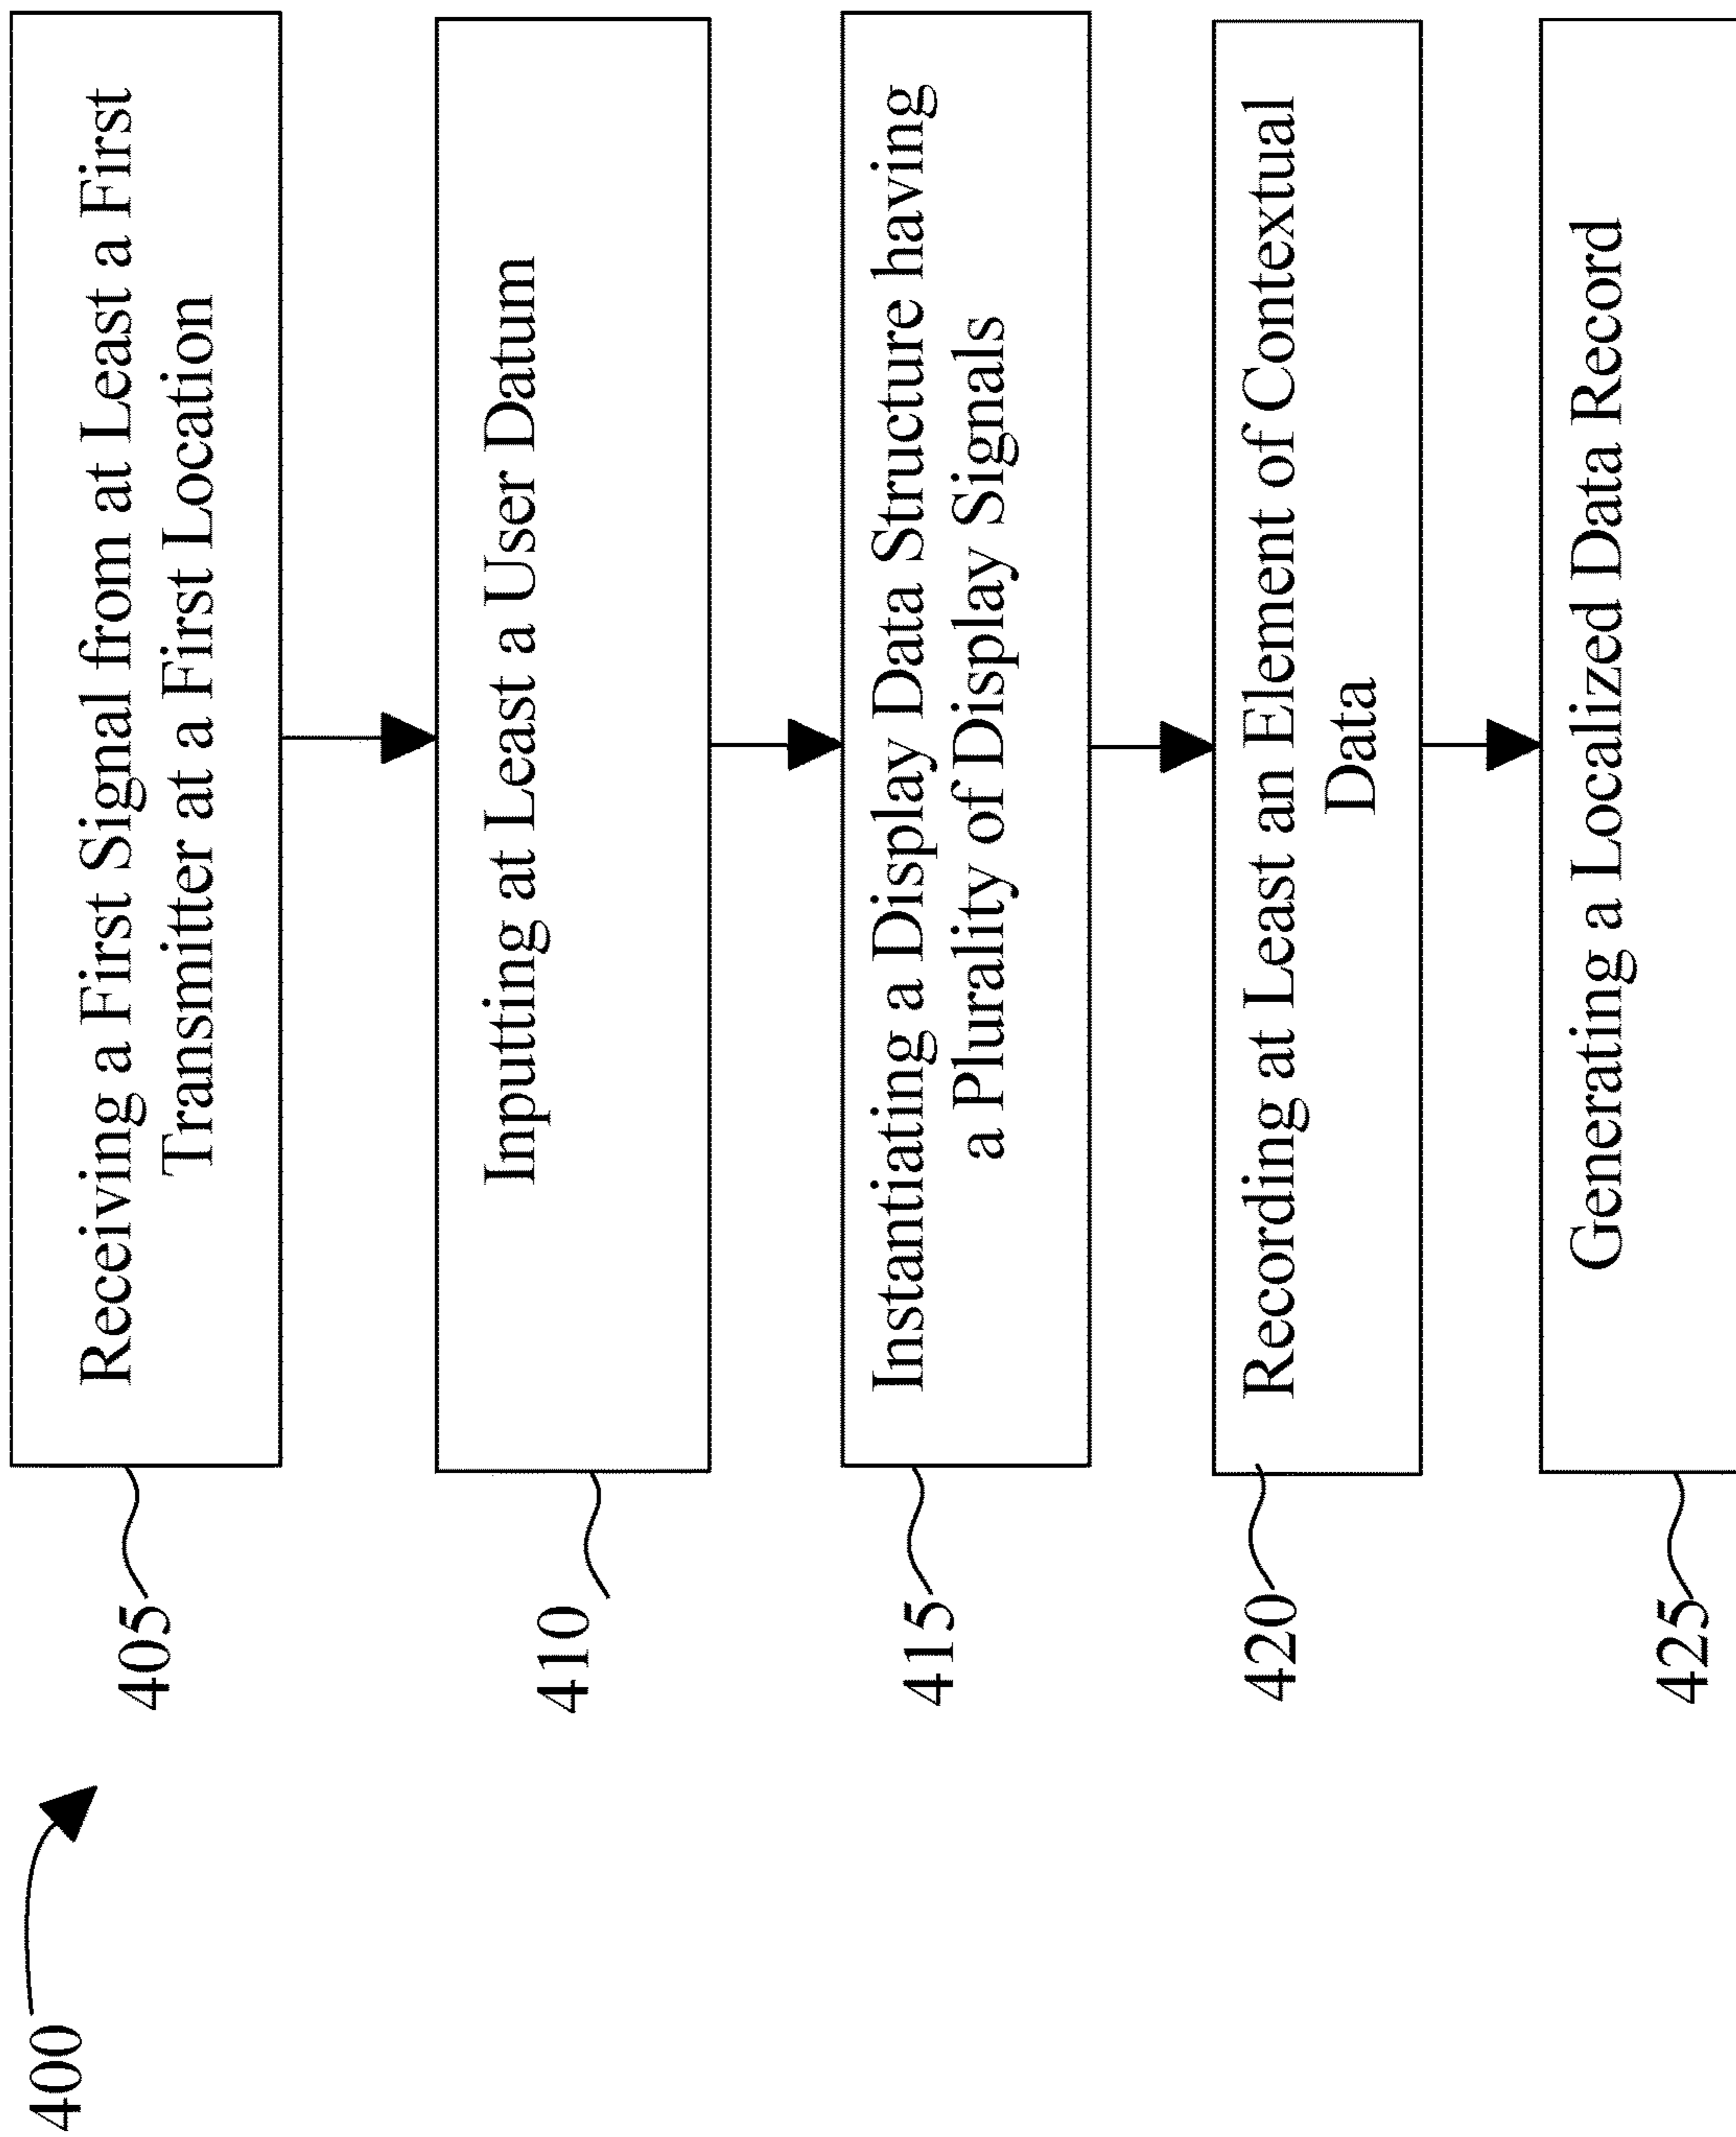 400
405
Receiving a First Signal from at Least a First
Transmitter at a First Location
410
Inputting at Least a User Datum
415
Instantiating a Display Data Structure having
a Plurality of Display Signals
420
Recording at Least an Element of Contextual
Data
425
Generating a Localized Data Record